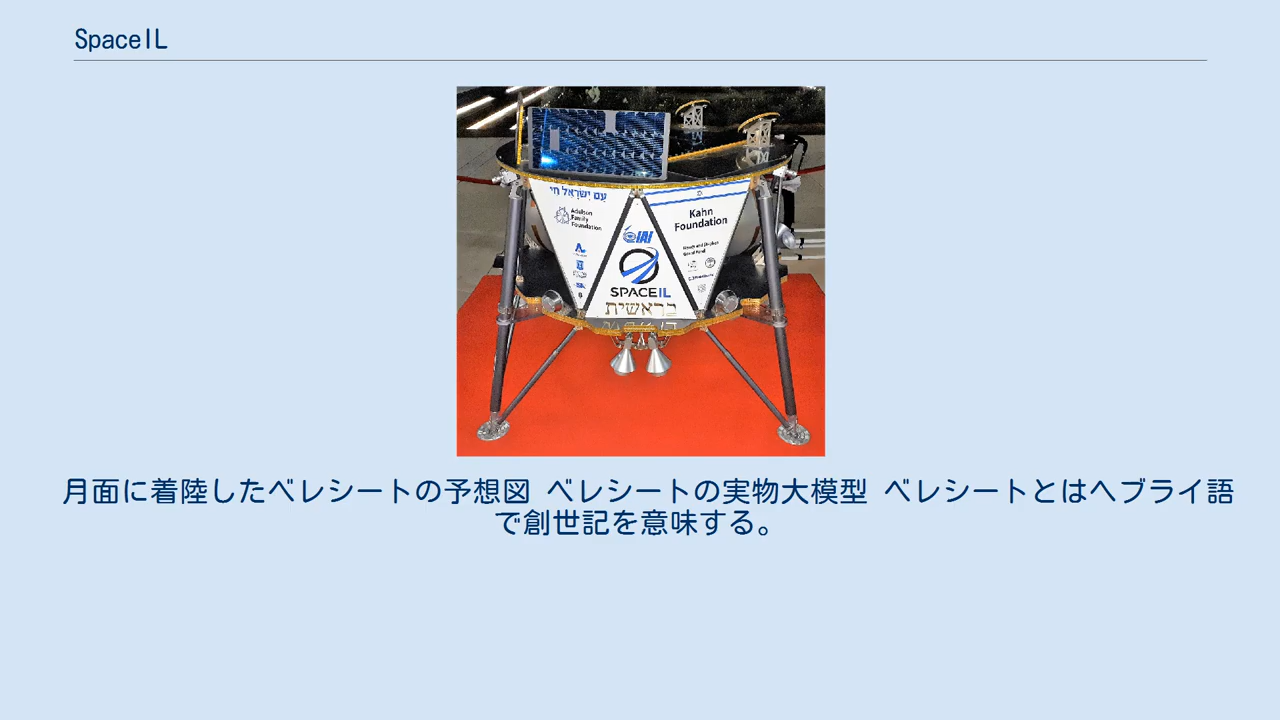 SpaceIL
עם ישראל חי
Adelson
Family
Foundation
Kahn
Foundation
IAI
SPACEIL
בראשית
月面に着陸したベレシートの予想図 ベレシートの実物大模型 ベレシートとはヘブライ語
で創世記を意味する。